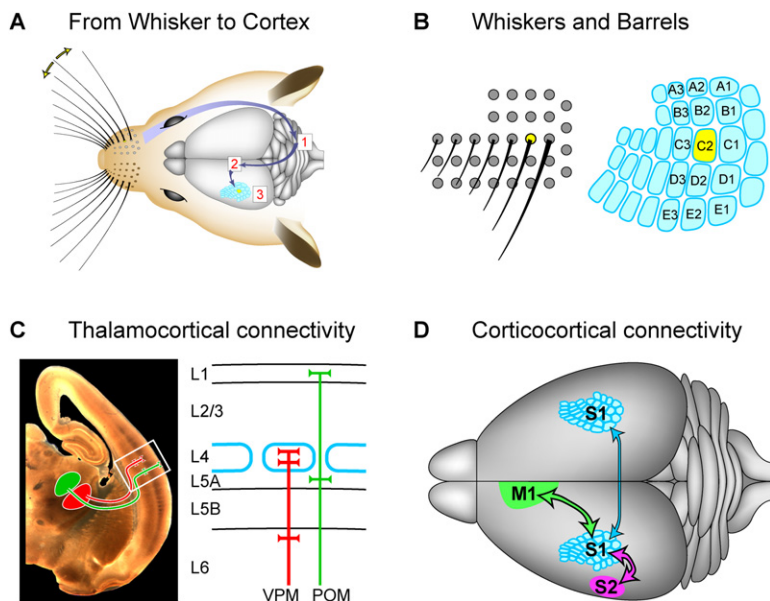 A From Whisker to Cortex
1
2
3
B Whiskers and Barrels
A3 A2 A1
B3 B2 B1
C3 C2 C1
D3 D2 D1
E3 E2 E1
C Thalamocortical connectivity
L1
L2/3
L4
L5A
L5B
L6
VPM POM
D Corticocortical connectivity
S1
M1
S1
S2